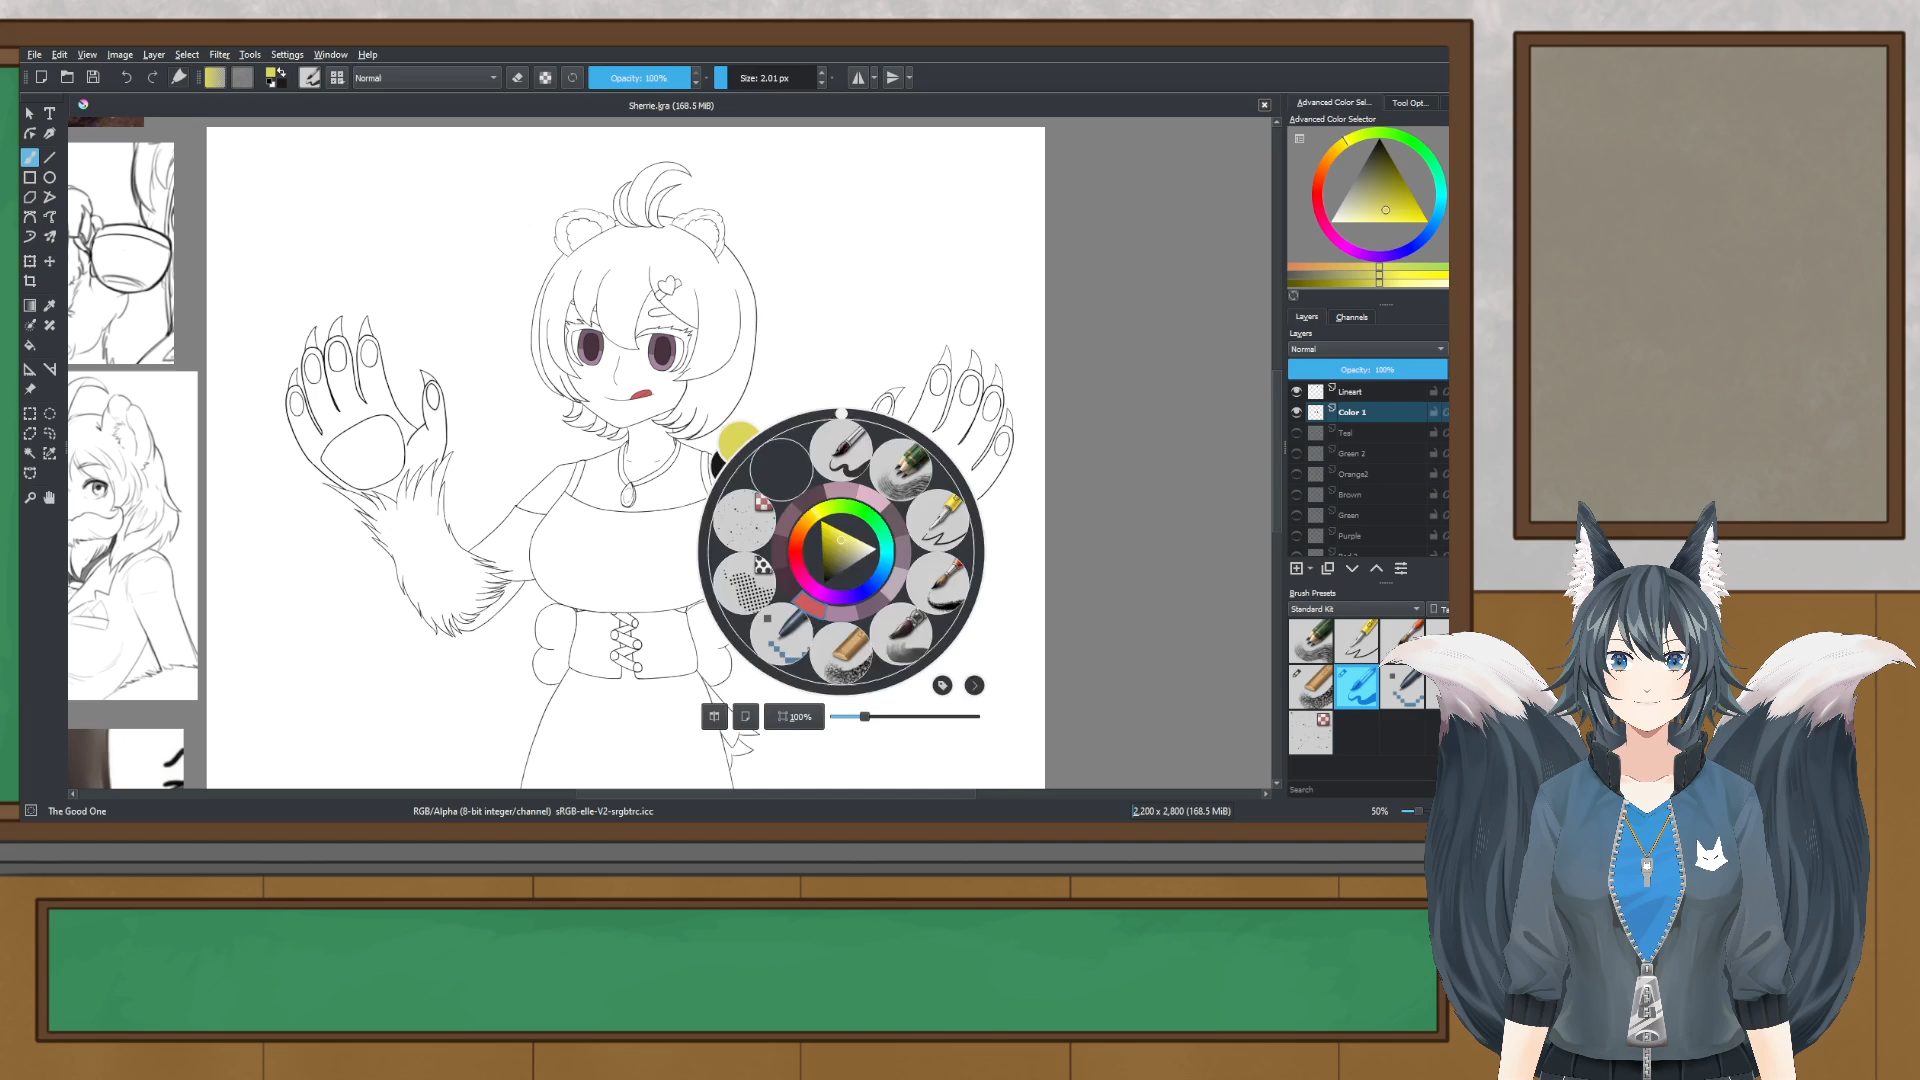 File Edit View Image Layer Select Filter Tools Settings Window Help
Normal
Opacity: 100%
Size: 2.01 px
Sherrie.kra (168.5 MiB)
Advanced Color Sel...
Tool Opt...
Advanced Color Selector
Layers
Channels
Layers
Normal
Opacity: 100%
Lineart
Color 1
Teal
Green 2
Orange2
Brown
Green
Purple
Brush Presets
Standard Kit
Ta
Search
100%
The Good One
RGB/Alpha (8-bit integer/channel) sRGB-elle-V2-srgbtrc.icc
2,200 x 2,800 (168.5 MiB)
50%